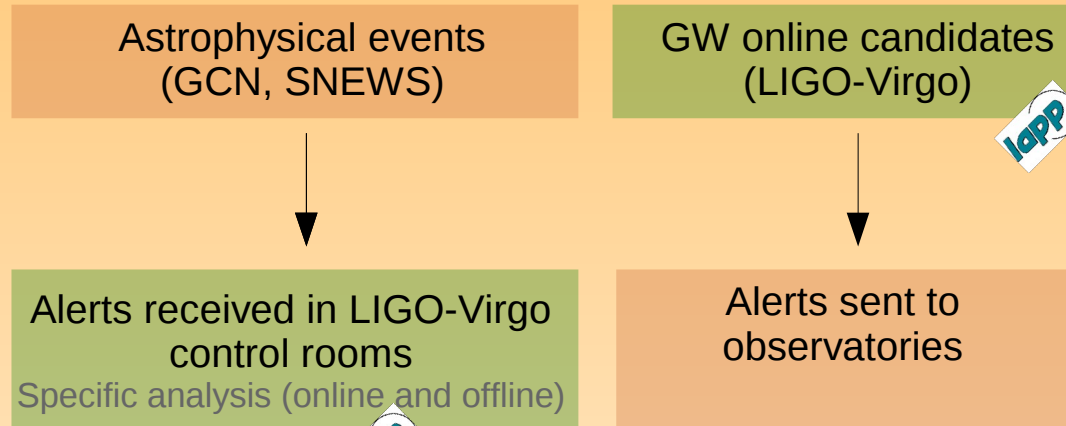 Astrophysical events
(GCN, SNEWS)
GW online candidates
(LIGO-Virgo)
lapp
Alerts received in LIGO-Virgo
control rooms
Specific analysis (online and offline)
Alerts sent to
observatories